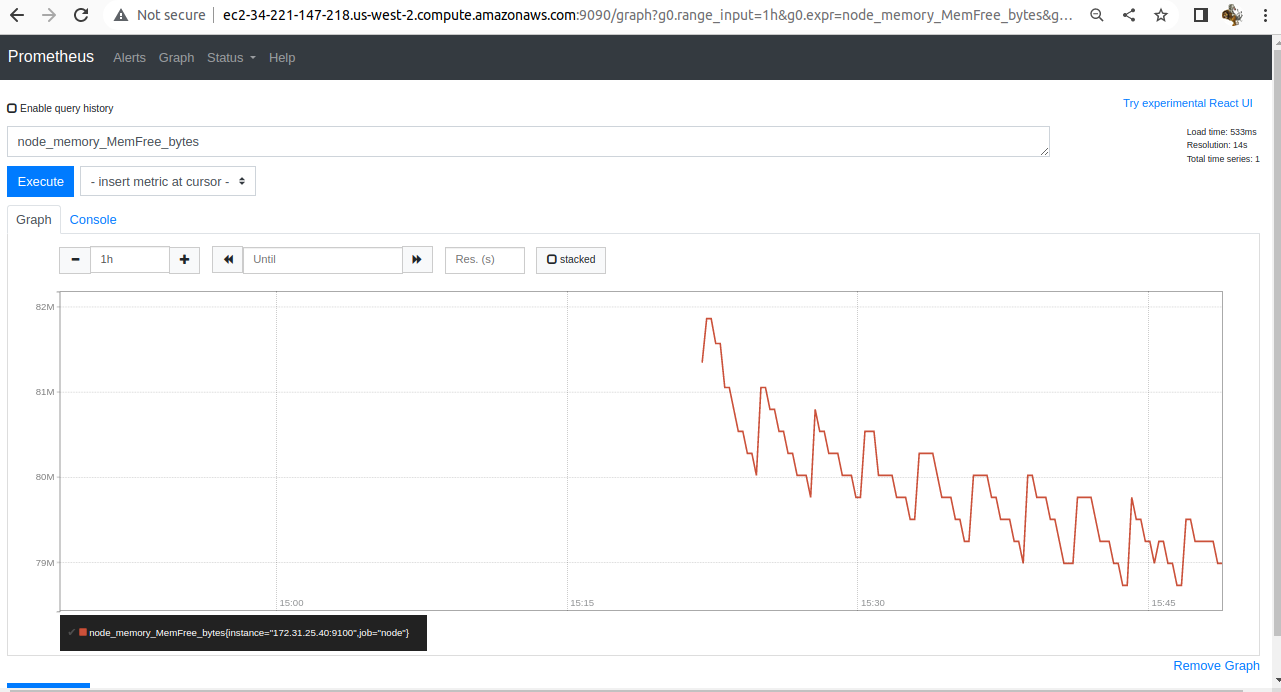 Not secure
ec2-34-221-147-218.us-west-2.compute.amazonaws.com:9090/graph?g0.range_input=1h&g0.expr=node_memory_MemFree_bytes&g...
Prometheus Alerts Graph Status Help
Enable query history
Try experimental React UI
node_memory_MemFree_bytes
Load time: 533ms
Resolution: 14s
Total time series: 1
Execute - insert metric at cursor -
Graph Console
1h Until Res. (s) stacked
82M
81M
80M
79M
15:00 15:15 15:30 15:45
node_memory_MemFree_bytes{instance="172.31.25.40:9100",job="node"}
Remove Graph